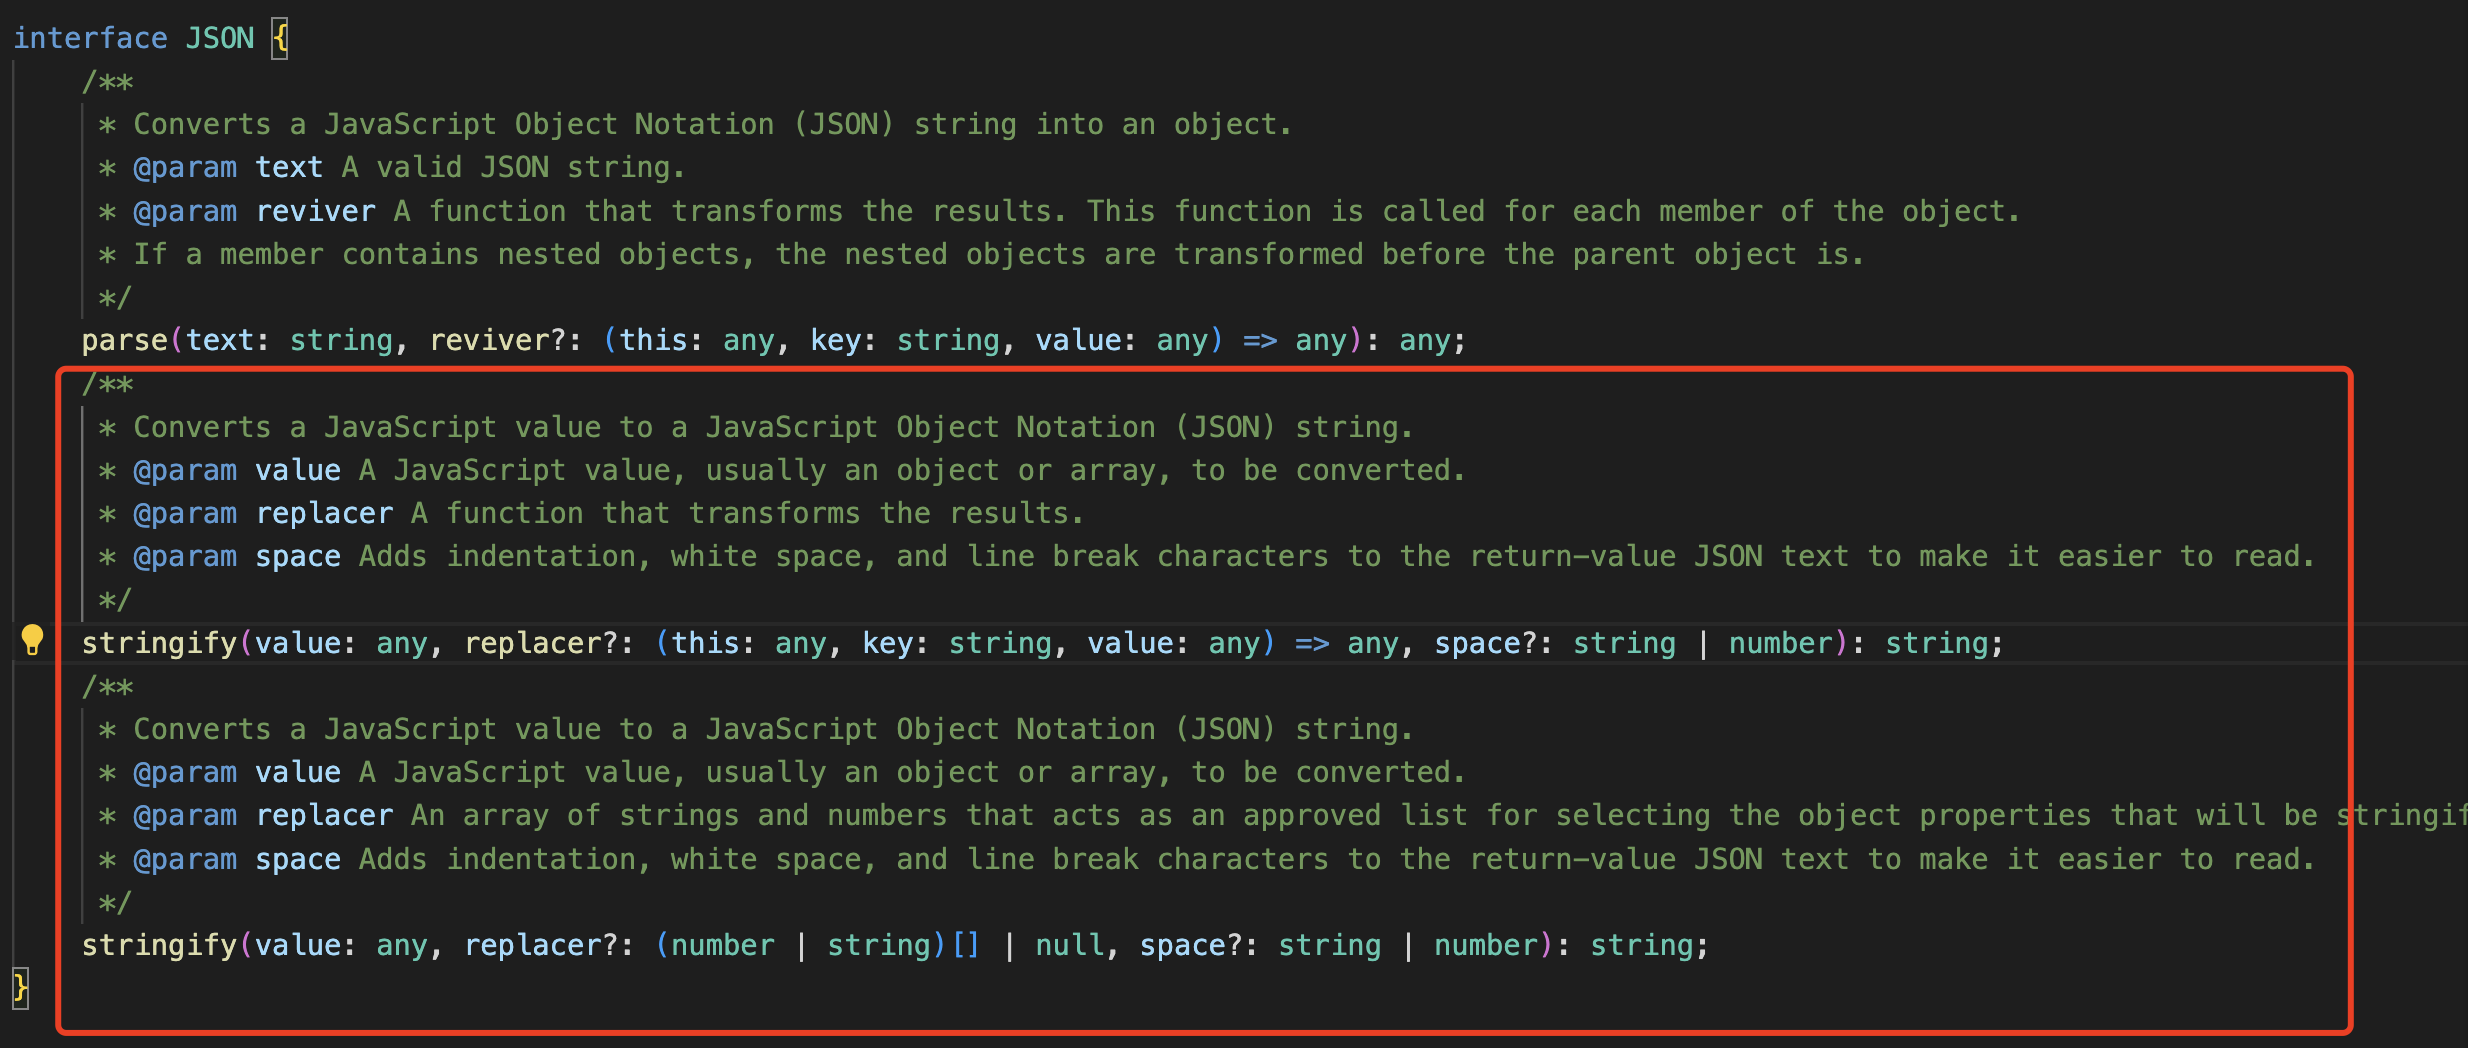 interface JSON {
/**
* Converts a JavaScript Object Notation (JSON) string into an object.
* @param text A valid JSON string.
* @param reviver A function that transforms the results. This function is called for each member of the object.
* If a member contains nested objects, the nested objects are transformed before the parent object is.
*/
parse(text: string, reviver?: (this: any, key: string, value: any) => any): any;
/**
* Converts a JavaScript value to a JavaScript Object Notation (JSON) string.
* @param value A JavaScript value, usually an object or array, to be converted.
* @param replacer A function that transforms the results.
* @param space Adds indentation, white space, and line break characters to the return-value JSON text to make it easier to read.
*/
stringify(value: any, replacer?: (this: any, key: string, value: any) => any, space?: string | number): string;
/**
* Converts a JavaScript value to a JavaScript Object Notation (JSON) string.
* @param value A JavaScript value, usually an object or array, to be converted.
* @param replacer An array of strings and numbers that acts as an approved list for selecting the object properties that will be
* @param space Adds indentation, white space, and line break characters to the return-value JSON text to make it easier to read.
*/
stringify(value: any, replacer?: (number | string)[] | null, space?: string | number): string;
}